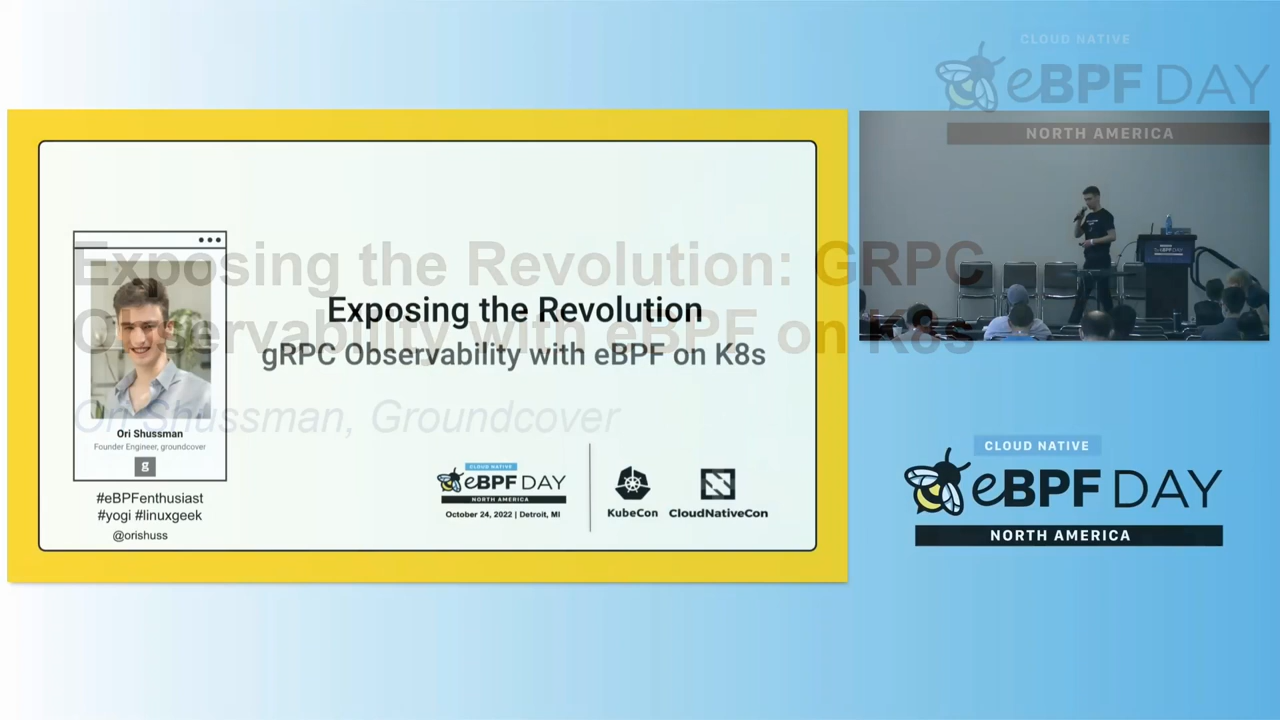 CLOUD NATIVE
eBPF DAY
NORTH AMERICA
Exposing the Revolution: GRPC
Observability with eBPF on K8s
Ori Shussman, Groundcover
Exposing the Revolution
gRPC Observability with eBPF on K8s
Ori Shussman
Founder Engineer, groundcover
g
#eBPFenthusiast
#yogi #linuxgeek
@orishuss
CLOUD NATIVE
eBPF DAY
NORTH AMERICA
October 24, 2022 | Detroit, MI
KubeCon
CloudNativeCon
CLOUD NATIVE
eBPF DAY
NORTH AMERICA